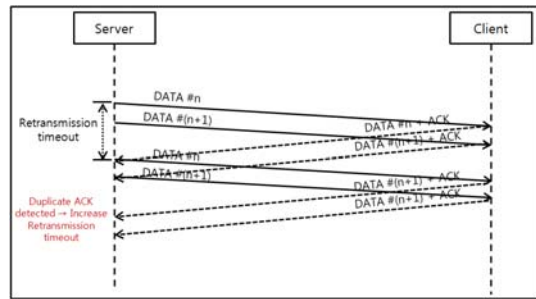 Server
Client
DATA #n
DATA #(n+1)
DATA #n + ACK
DATA #(n+1) + ACK
Retransmission
timeout
DATA #n
DATA #(n+1)
DATA #(n+1) + ACK
DATA #(n+1) + ACK
Duplicate ACK
detected → Increase
Retransmission
timeout